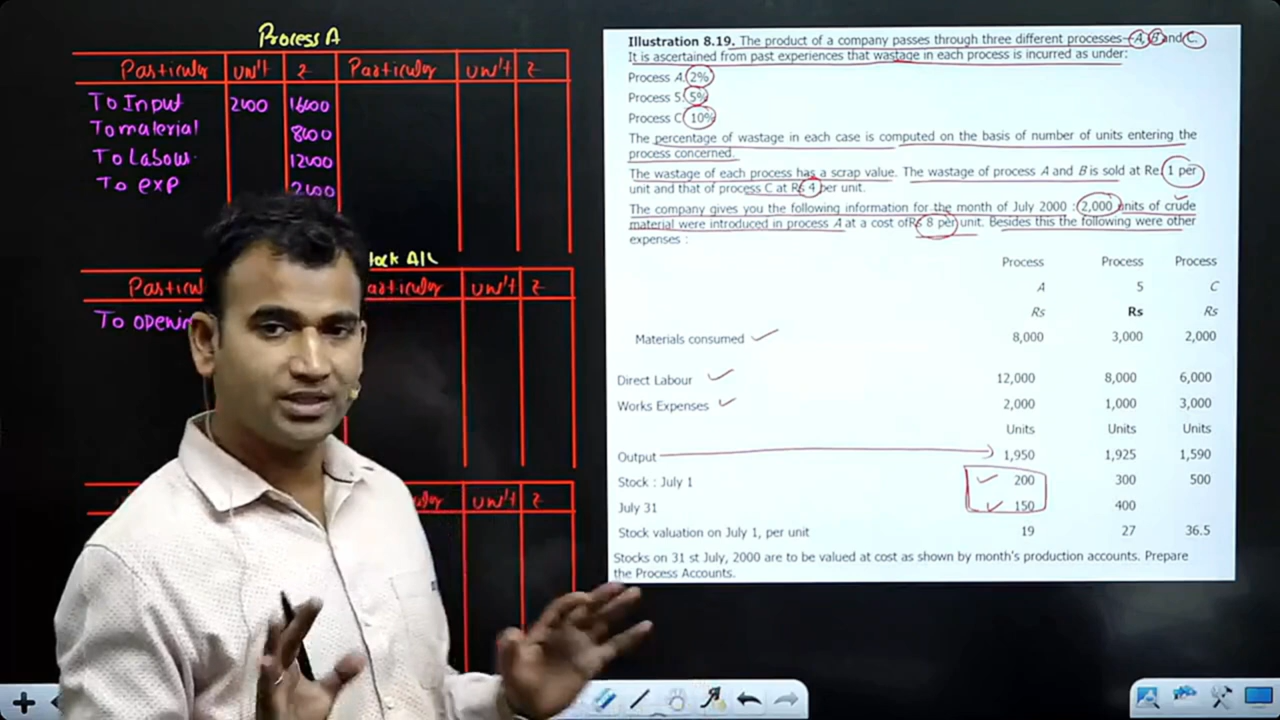 Process A
Particular Unit ₹ Particular Unit ₹
To Input 2000 16000
To material 8000
To Labour 12000
To exp 2000
Stock A/c
Unit ₹
To opening
Unit ₹
Illustration 8.19. The product of a company passes through three different processes—A, B and C.
It is ascertained from past experiences that wastage in each process is incurred as under:
Process A. 2%
Process 5. 5%
Process C 10%
The percentage of wastage in each case is computed on the basis of number of units entering the
process concerned.
The wastage of each process has a scrap value. The wastage of process A and B is sold at Re. 1 per
unit and that of process C at Rs 4 per unit.
The company gives you the following information for the month of July 2000 : 2,000 units of crude
material were introduced in process A at a cost ofRs 8 per unit. Besides this the following were other
expenses :
Process Process Process
A 5 C
Rs Rs Rs
Materials consumed 8,000 3,000 2,000
Direct Labour 12,000 8,000 6,000
Works Expenses 2,000 1,000 3,000
Units Units Units
Output 1,950 1,925 1,590
Stock : July 1 200 300 500
July 31 150 400
Stock valuation on July 1, per unit 19 27 36.5
Stocks on 31 st July, 2000 are to be valued at cost as shown by month's production accounts. Prepare
the Process Accounts.